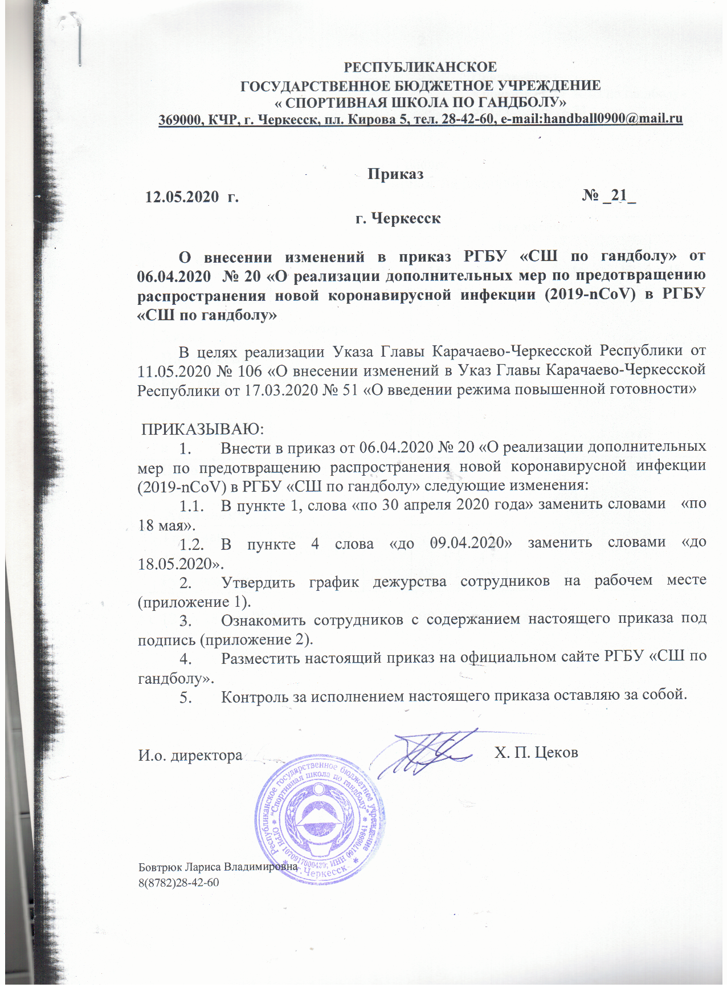 РЕСПУБЛИКАНСКОЕ
ГОСУДАРСТВЕННОЕ БЮДЖЕТНОЕ УЧРЕЖДЕНИЕ
« СПОРТИВНАЯ ШКОЛА ПО ГАНДБОЛУ»
369000, КЧР, г. Черкесск, пл. Кирова 5, тел. 28-42-60, e-mail:handball0900@mail.ru
Приказ
12.05.2020 г. № _21_
г. Черкесск
О внесении изменений в приказ РГБУ «СШ по гандболу» от
06.04.2020 № 20 «О реализации дополнительных мер по предотвращению
распространения новой коронавирусной инфекции (2019-nCoV) в РГБУ
«СШ по гандболу»
В целях реализации Указа Главы Карачаево-Черкесской Республики от
11.05.2020 № 106 «О внесении изменений в Указ Главы Карачаево-Черкесской
Республики от 17.03.2020 № 51 «О введении режима повышенной готовности»
ПРИКАЗЫВАЮ:
1. Внести в приказ от 06.04.2020 № 20 «О реализации дополнительных
мер по предотвращению распространения новой коронавирусной инфекции
(2019-nCoV) в РГБУ «СШ по гандболу» следующие изменения:
1.1. В пункте 1, слова «по 30 апреля 2020 года» заменить словами «по
18 мая».
1.2. В пункте 4 слова «до 09.04.2020» заменить словами «до
18.05.2020».
2. Утвердить график дежурства сотрудников на рабочем месте
(приложение 1).
3. Ознакомить сотрудников с содержанием настоящего приказа под
подпись (приложение 2).
4. Разместить настоящий приказ на официальном сайте РГБУ «СШ по
гандболу».
5. Контроль за исполнением настоящего приказа оставляю за собой.
И.о. директора Х. П. Цеков
Республиканское государственное бюджетное учреждение
* "Спортивная школа по гандболу" *
ОГРН 1070917000439; ИНН 0917006941
* г.Черкесск *
Бовтрюк Лариса Владимировна
8(8782)28-42-60